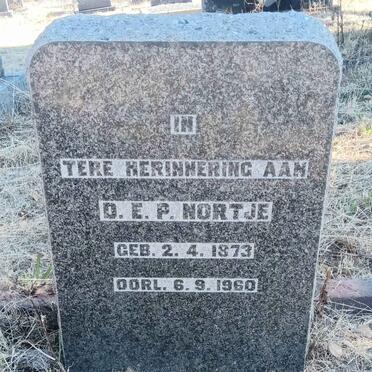 IN
TERE HERINNERING AAN
D. E. P. NORTJE
GEB. 2. 4. 1873
OORL. 6. 9. 1960